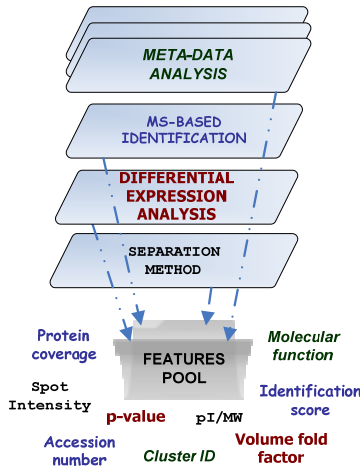 META-DATA
ANALYSIS
MS-BASED
IDENTIFICATION
DIFFERENTIAL
EXPRESSION
ANALYSIS
SEPARATION
METHOD
FEATURES
POOL
Protein
coverage
Molecular
function
Spot
Intensity
p-value
pI/MW
Identification
score
Accession
number
Cluster ID
Volume fold
factor